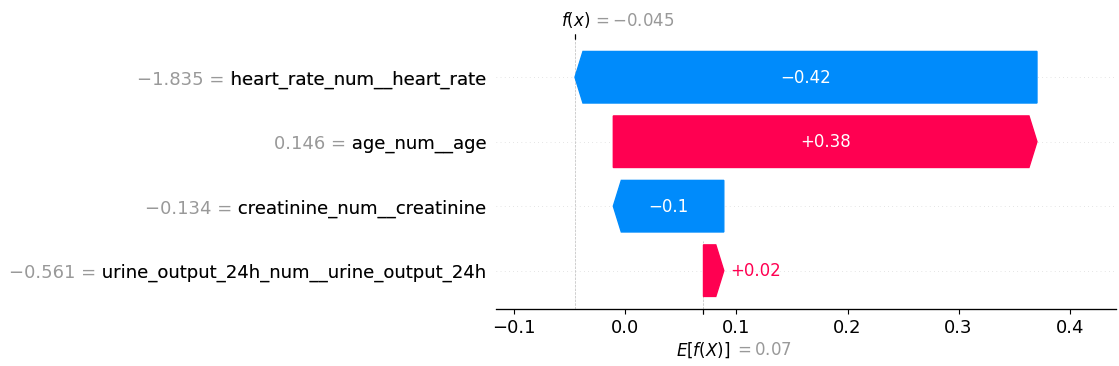 f(x) = −0.045
−1.835 = heart_rate_num__heart_rate
−0.42
0.146 = age_num__age
+0.38
−0.134 = creatinine_num__creatinine
−0.1
−0.561 = urine_output_24h_num__urine_output_24h
+0.02
−0.1 0.0 0.1 0.2 0.3 0.4
E[f(X)] = 0.07